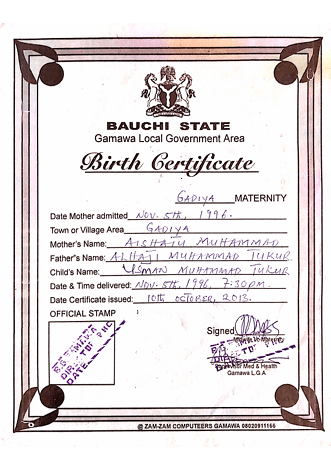 BAUCHI STATE
Gamawa Local Government Area
Birth Certificate
GADIYA MATERNITY
Date Mother admitted NOV. 5th, 1996.
Town or Village Area GADIYA
Mother's Name: AISHATU MUHAMMAD
Father's Name: ALHAJI MUHAMMAD TUKUR
Child's Name: USMAN MUHAMMAD TUKUR
Date & Time delivered: NOV. 5th, 1996, 7:30PM.
Date Certificate issued: 10th OCTOBER, 2013.
OFFICIAL STAMP
Signed
DATE
Med & Health
Gamawa L.G.A
@ ZAM-ZAM COMPUTEERS GAMAWA 08020911165